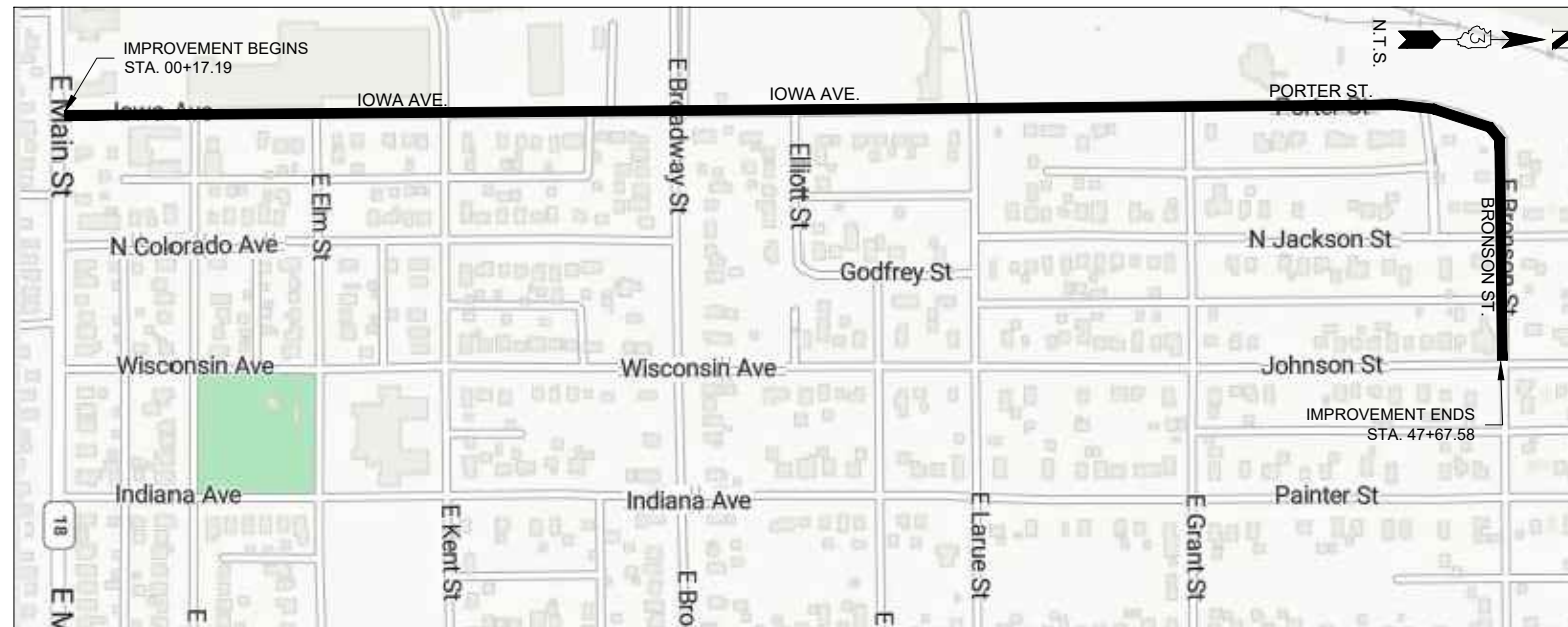 IMPROVEMENT BEGINS
STA. 00+17.19
N.T.S.
E Main St
Iowa Ave
IOWA AVE.
E Broadway St
IOWA AVE.
PORTER ST.
Porter St
E Elm St
Elliott St
N Colorado Ave
Godfrey St
N Jackson St
BRONSON ST.
E Bronson St
Wisconsin Ave
Wisconsin Ave
Johnson St
IMPROVEMENT ENDS
STA. 47+67.58
Indiana Ave
Indiana Ave
Painter St
18
E Kent St
E Larue St
E Grant St
E M
E
E Bro
E